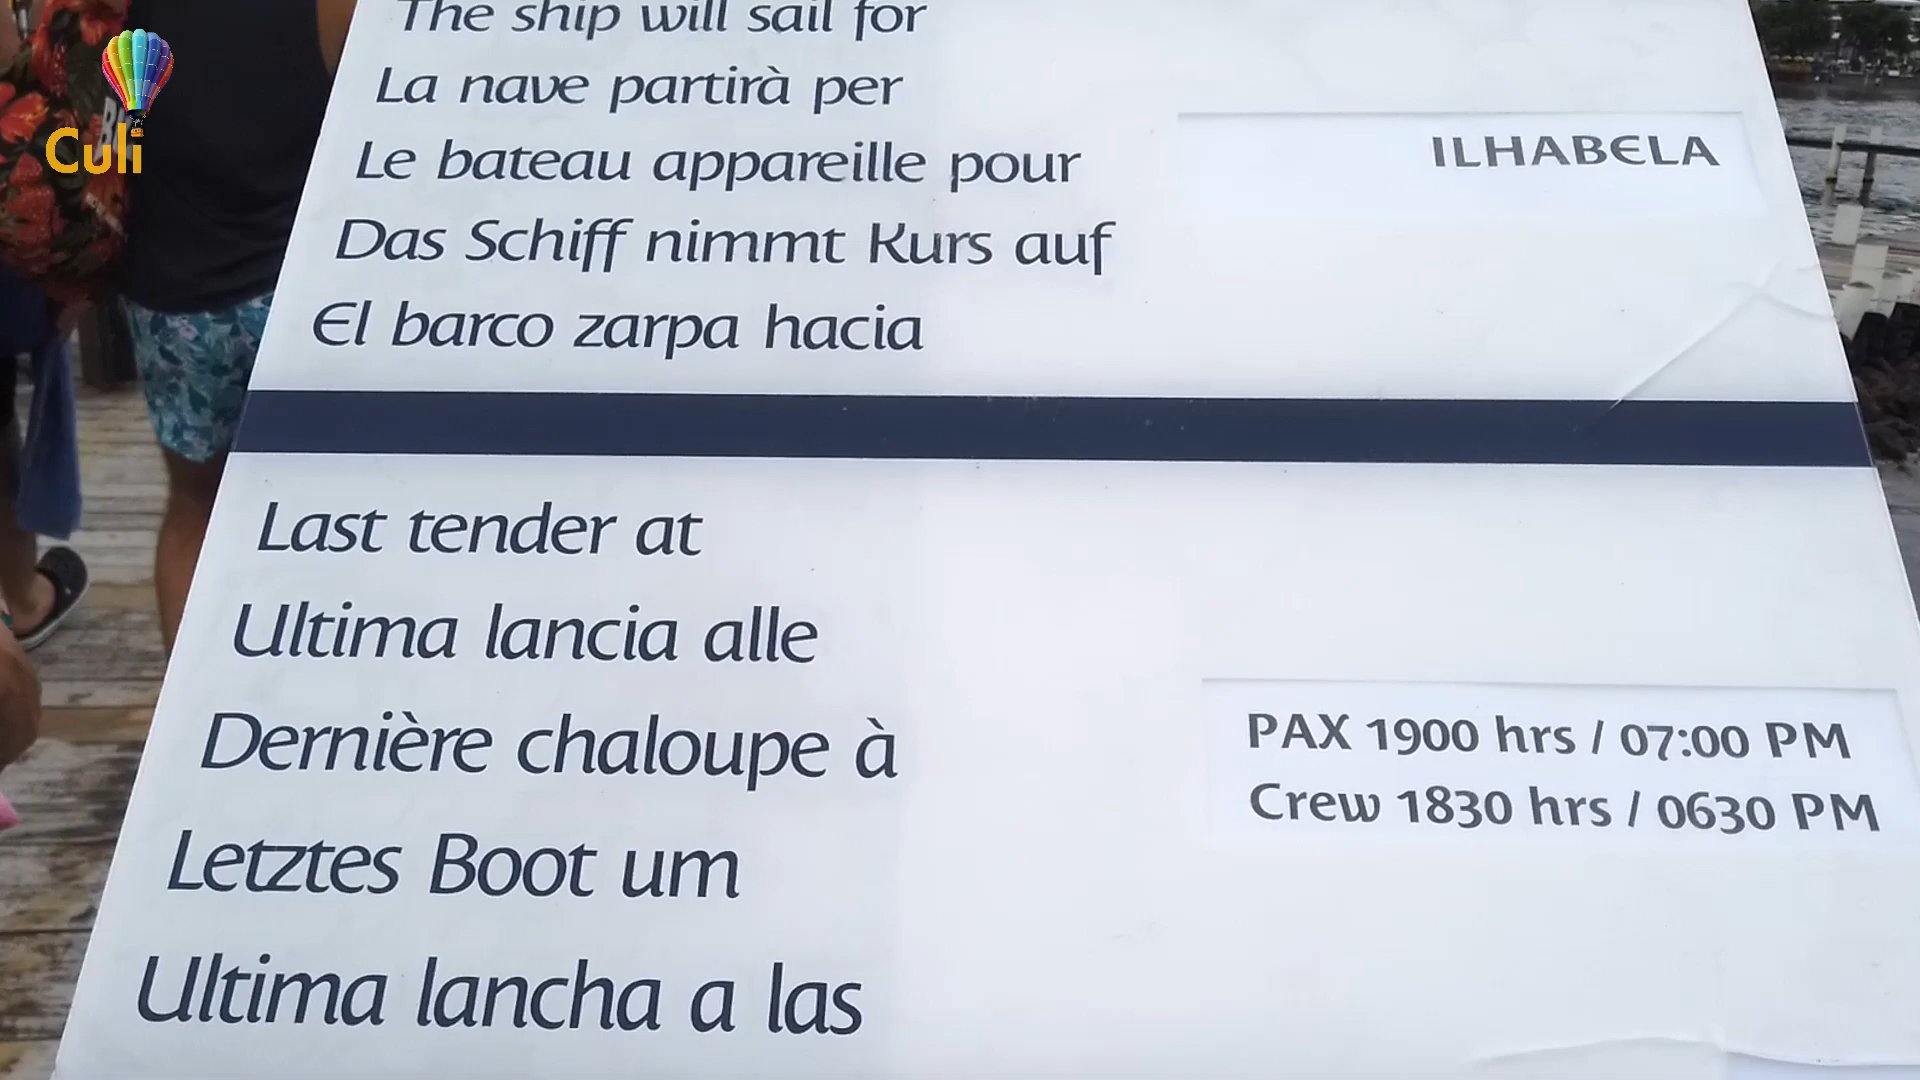 The ship will sail for
La nave partirà per
Le bateau appareille pour
ILHABELA
Das Schiff nimmt Kurs auf
El barco zarpa hacia
Last tender at
Ultima lancia alle
Dernière chaloupe à
PAX 1900 hrs / 07:00 PM
Crew 1830 hrs / 0630 PM
Letztes Boot um
Ultima lancha a las
Culi